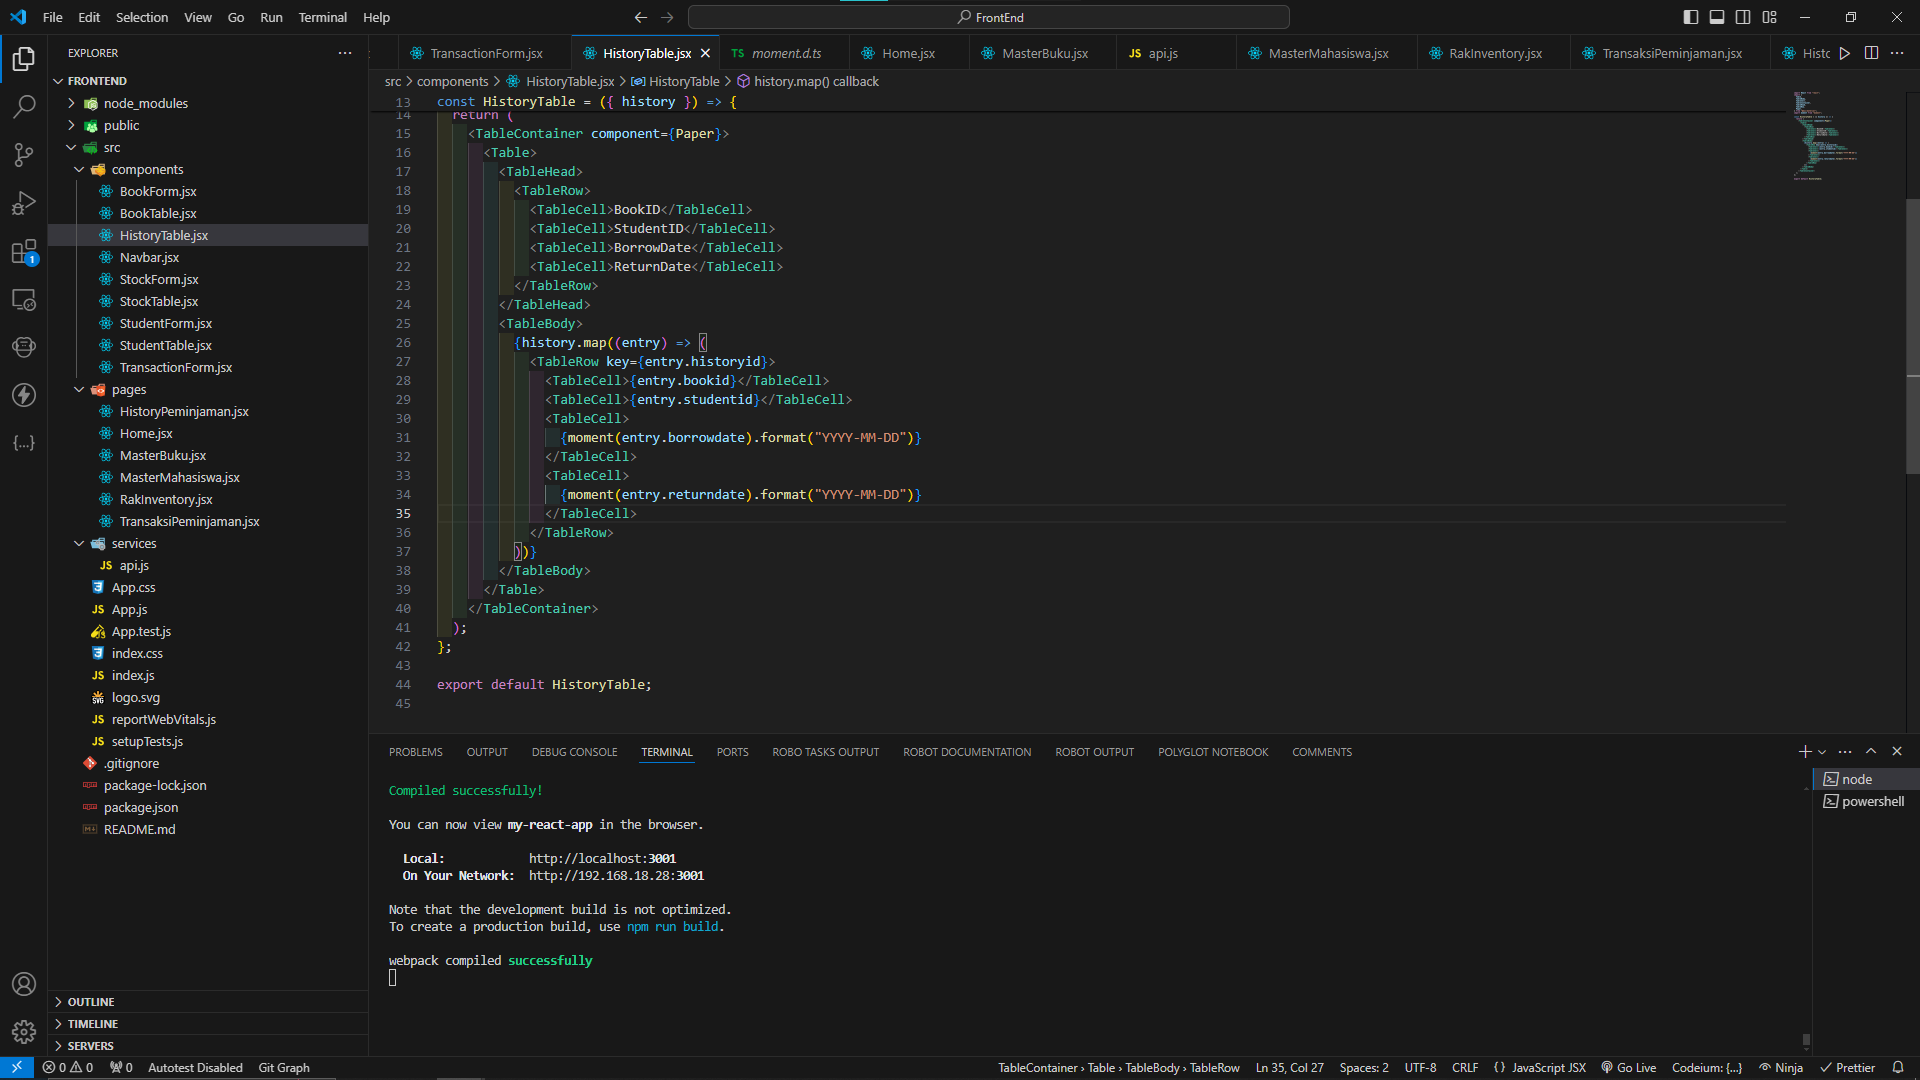 File Edit Selection View Go Run Terminal Help
FrontEnd
EXPLORER
FRONTEND
node_modules
public
src
components
BookForm.jsx
BookTable.jsx
HistoryTable.jsx
Navbar.jsx
StockForm.jsx
StockTable.jsx
StudentForm.jsx
StudentTable.jsx
TransactionForm.jsx
pages
HistoryPeminjaman.jsx
Home.jsx
MasterBuku.jsx
MasterMahasiswa.jsx
RakInventory.jsx
TransaksiPeminjaman.jsx
services
JS api.js
App.css
JS App.js
App.test.js
index.css
JS index.js
logo.svg
JS reportWebVitals.js
JS setupTests.js
.gitignore
package-lock.json
package.json
README.md
OUTLINE
TIMELINE
SERVERS
TransactionForm.jsx HistoryTable.jsx TS moment.d.ts Home.jsx MasterBuku.jsx JS api.js MasterMahasiswa.jsx RakInventory.jsx TransaksiPeminjaman.jsx Histc
src > components > HistoryTable.jsx > HistoryTable > history.map() callback
13 const HistoryTable = ({ history }) => {
14 return (
15 <TableContainer component={Paper}>
16 <Table>
17 <TableHead>
18 <TableRow>
19 <TableCell>BookID</TableCell>
20 <TableCell>StudentID</TableCell>
21 <TableCell>BorrowDate</TableCell>
22 <TableCell>ReturnDate</TableCell>
23 </TableRow>
24 </TableHead>
25 <TableBody>
26 {history.map((entry) => (
27 <TableRow key={entry.historyid}>
28 <TableCell>{entry.bookid}</TableCell>
29 <TableCell>{entry.studentid}</TableCell>
30 <TableCell>
31 {moment(entry.borrowdate).format("YYYY-MM-DD")}
32 </TableCell>
33 <TableCell>
34 {moment(entry.returndate).format("YYYY-MM-DD")}
35 </TableCell>
36 </TableRow>
37 ))}
38 </TableBody>
39 </Table>
40 </TableContainer>
41 );
42 };
43
44 export default HistoryTable;
45
PROBLEMS OUTPUT DEBUG CONSOLE TERMINAL PORTS ROBO TASKS OUTPUT ROBOT DOCUMENTATION ROBOT OUTPUT POLYGLOT NOTEBOOK COMMENTS
Compiled successfully!
You can now view my-react-app in the browser.
Local: http://localhost:3001
On Your Network: http://192.168.18.28:3001
Note that the development build is not optimized.
To create a production build, use npm run build.
webpack compiled successfully
node
powershell
0 0 0 Autotest Disabled Git Graph
TableContainer › Table › TableBody › TableRow Ln 35, Col 27 Spaces: 2 UTF-8 CRLF JavaScript JSX Go Live Codeium: {...} Ninja Prettier